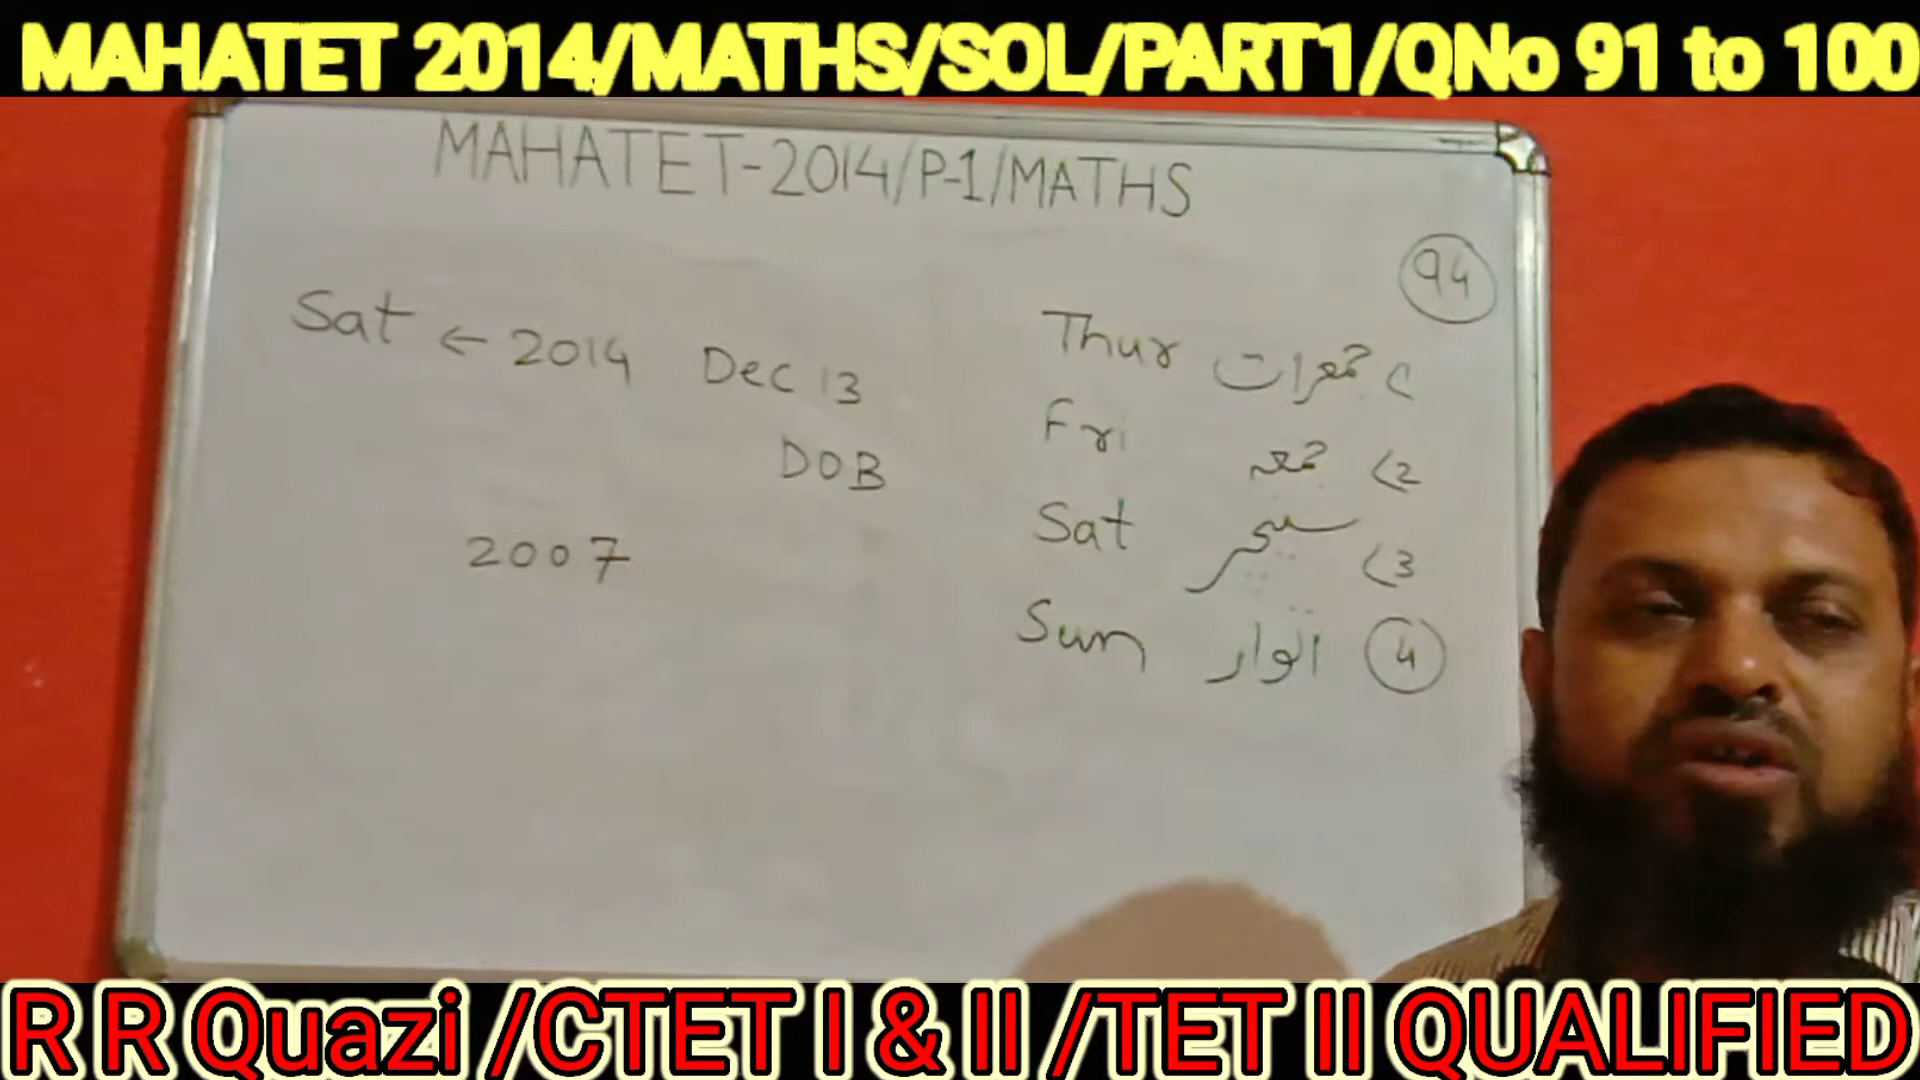 MAHATET 2014/MATHS/SOL/PART1/QNo 91 to 100
MAHATET-2014/P-1/MATHS
94
Sat ← 2014 Dec 13
DOB
2007
Thur جمعرات (1
Fri جمعہ (2
Sat سنیچر (3
Sun اتوار 4
R R Quazi /CTET I & II /TET II QUALIFIED